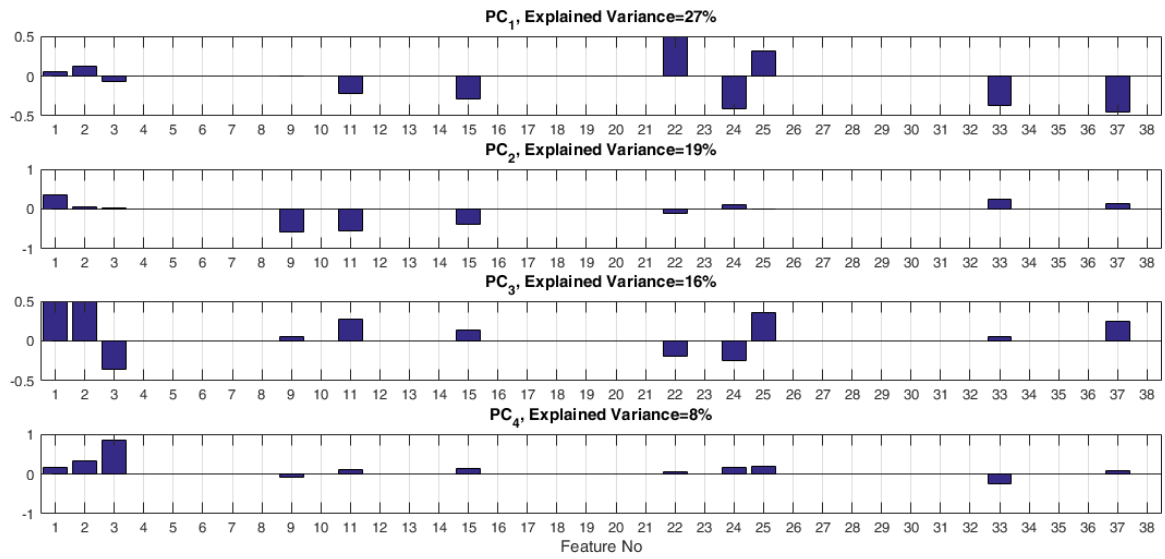 PC1, Explained Variance=27%
0.5
0
-0.5
1 2 3 4 5 6 7 8 9 10 11 12 13 14 15 16 17 18 19 20 21 22 23 24 25 26 27 28 29 30 31 32 33 34 35 36 37 38
PC2, Explained Variance=19%
1
0
-1
1 2 3 4 5 6 7 8 9 10 11 12 13 14 15 16 17 18 19 20 21 22 23 24 25 26 27 28 29 30 31 32 33 34 35 36 37 38
PC3, Explained Variance=16%
0.5
0
-0.5
1 2 3 4 5 6 7 8 9 10 11 12 13 14 15 16 17 18 19 20 21 22 23 24 25 26 27 28 29 30 31 32 33 34 35 36 37 38
PC4, Explained Variance=8%
1
0
-1
1 2 3 4 5 6 7 8 9 10 11 12 13 14 15 16 17 18 19 20 21 22 23 24 25 26 27 28 29 30 31 32 33 34 35 36 37 38
Feature No